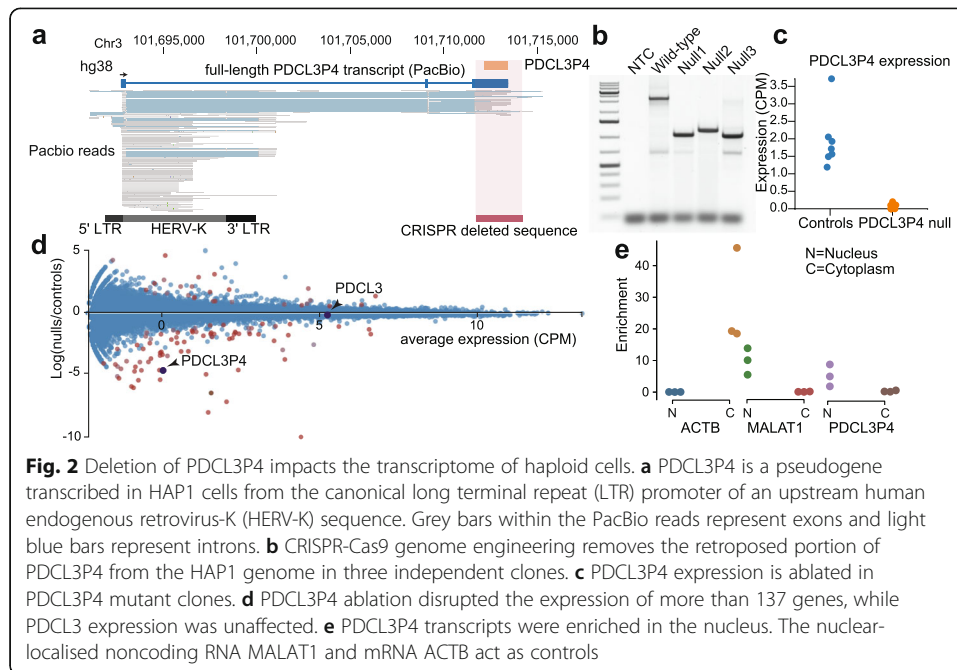 a
Chr3 101,695,000 101,700,000 101,705,000 101,710,000 101,715,000
hg38
full-length PDCL3P4 transcript (PacBio)
PDCL3P4
Pacbio reads
5' LTR HERV-K 3' LTR
CRISPR deleted sequence
b
NTC
Wild-type
Null1
Null2
Null3
c
PDCL3P4 expression
Expression (CPM)
3.5
3.0
2.5
2.0
1.5
1.0
0.5
0.0
Controls PDCL3P4 null
d
Log(nulls/controls)
5
0
-5
-10
0 5 10
PDCL3
average expression (CPM)
PDCL3P4
e
N=Nucleus
C=Cytoplasm
Enrichment
40
30
20
10
0
N C N C N C
ACTB MALAT1 PDCL3P4
Fig. 2 Deletion of PDCL3P4 impacts the transcriptome of haploid cells. a PDCL3P4 is a pseudogene
transcribed in HAP1 cells from the canonical long terminal repeat (LTR) promoter of an upstream human
endogenous retrovirus-K (HERV-K) sequence. Grey bars within the PacBio reads represent exons and light
blue bars represent introns. b CRISPR-Cas9 genome engineering removes the retroposed portion of
PDCL3P4 from the HAP1 genome in three independent clones. c PDCL3P4 expression is ablated in
PDCL3P4 mutant clones. d PDCL3P4 ablation disrupted the expression of more than 137 genes, while
PDCL3 expression was unaffected. e PDCL3P4 transcripts were enriched in the nucleus. The nuclear-
localised noncoding RNA MALAT1 and mRNA ACTB act as controls